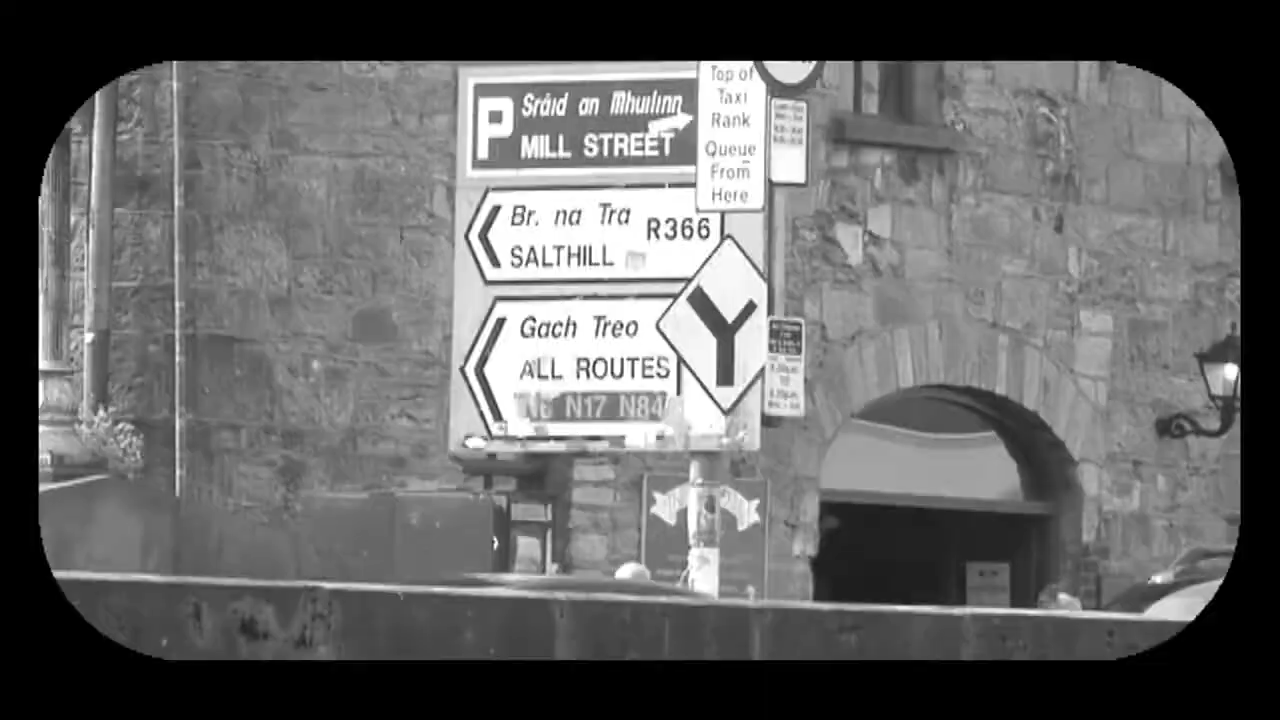 P
Sráid an Mhuilinn
MILL STREET
Top of
Taxi
Rank
Queue
From
Here
Br. na Tra
R366
SALTHILL
Gach Treo
ALL ROUTES
N6 N17 N84